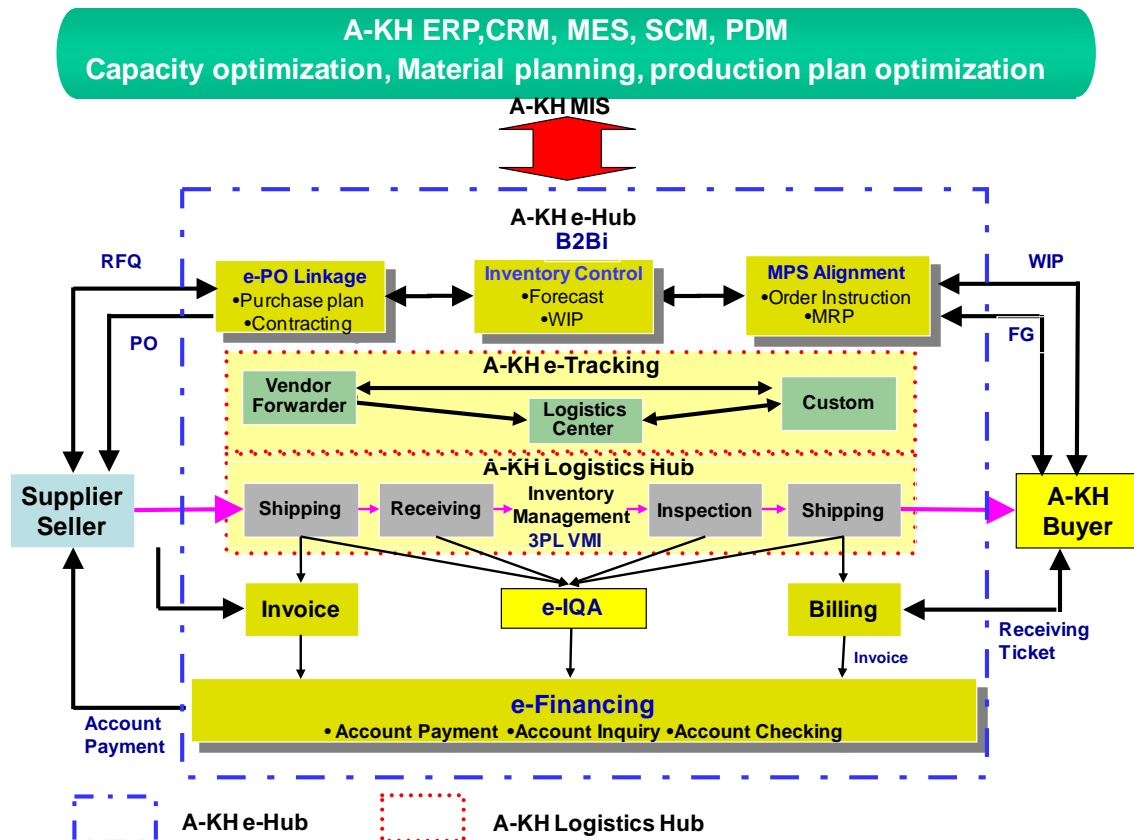 A-KH ERP,CRM, MES, SCM, PDM
Capacity optimization, Material planning, production plan optimization
A-KH MIS
A-KH e-Hub
B2Bi
RFQ
e-PO Linkage
•Purchase plan
•Contracting
Inventory Control
•Forecast
•WIP
MPS Alignment
•Order Instruction
•MRP
WIP
PO
FG
A-KH e-Tracking
Vendor
Forwarder
Logistics
Center
Custom
A-KH Logistics Hub
Supplier
Seller
Shipping
Receiving
Inventory
Management
3PL VMI
Inspection
Shipping
A-KH
Buyer
Invoice
e-IQA
Billing
Receiving
Ticket
Invoice
Account
Payment
e-Financing
• Account Payment •Account Inquiry •Account Checking
A-KH e-Hub
A-KH Logistics Hub